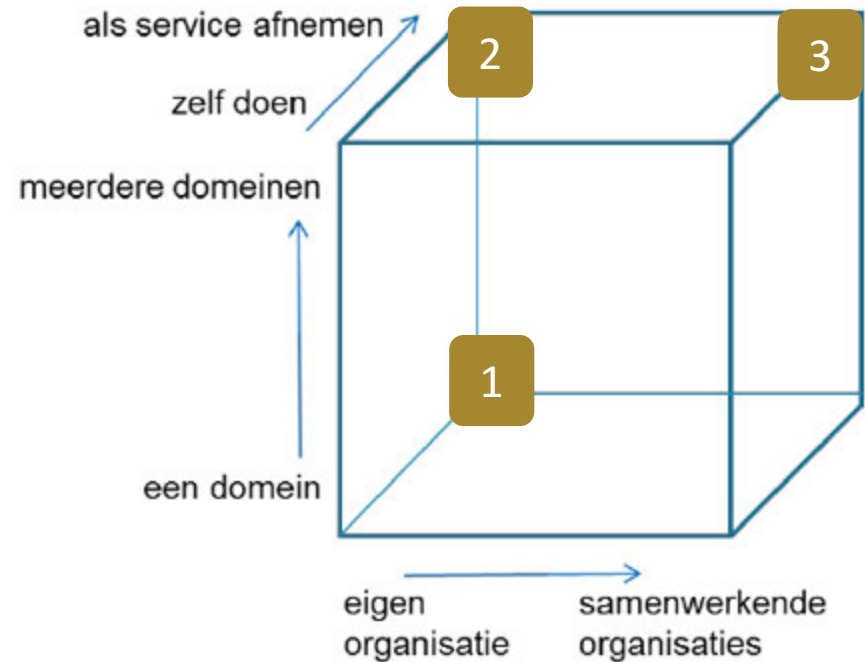 als service afnemen
2
3
zelf doen
meerdere domeinen
1
een domein
eigen
organisatie
samenwerkende
organisaties